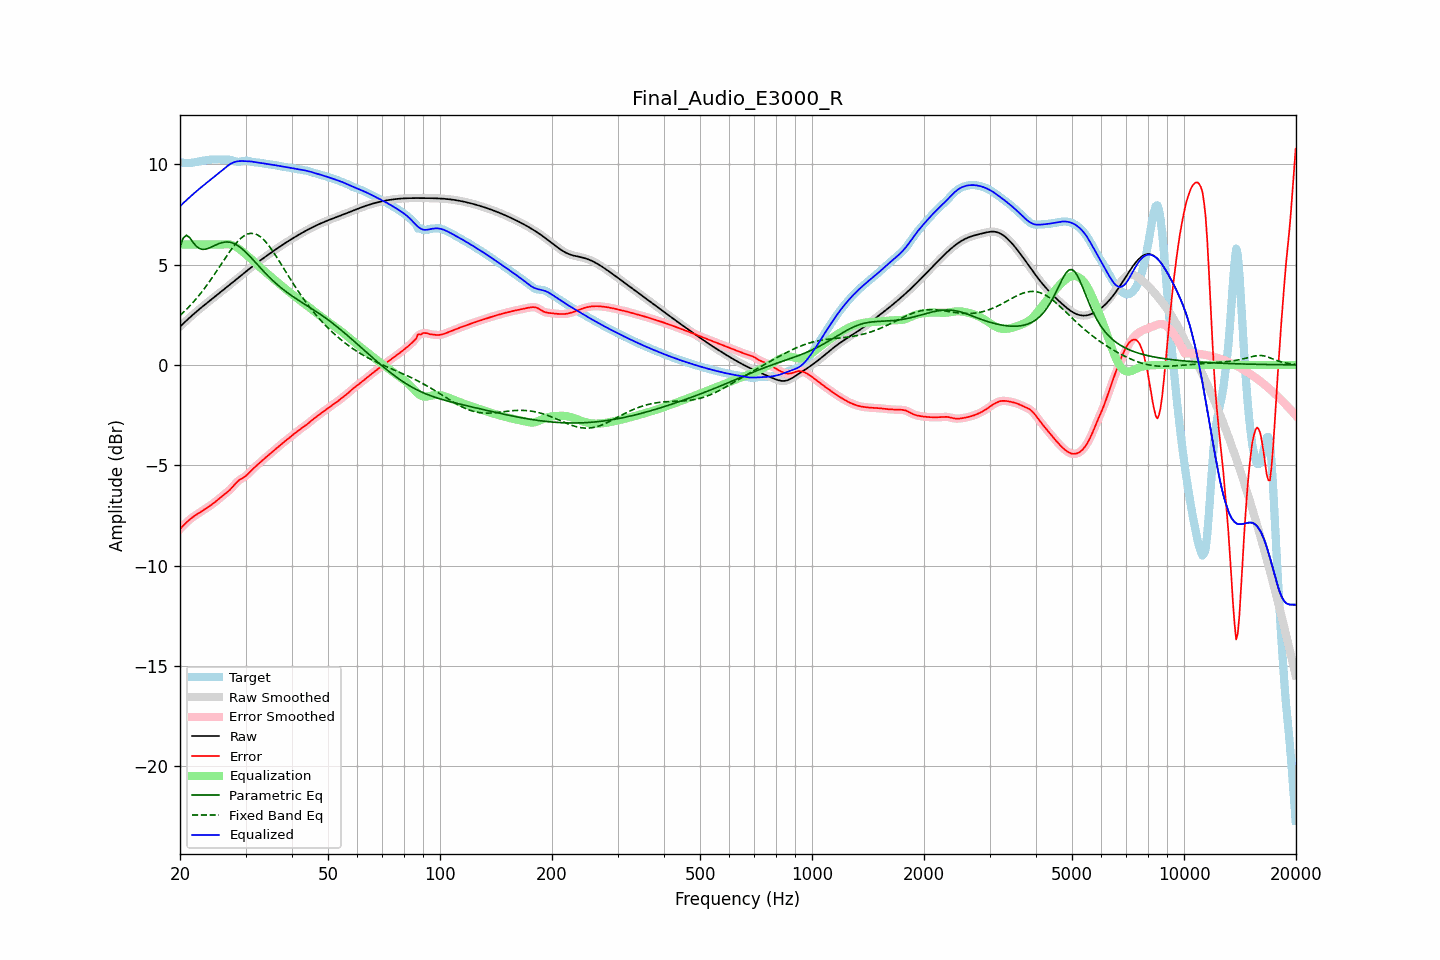 Final_Audio_E3000_R
Amplitude (dBr)
10
5
0
−5
−10
−15
−20
Target
Raw Smoothed
Error Smoothed
Raw
Error
Equalization
Parametric Eq
Fixed Band Eq
Equalized
20 50 100 200 500 1000 2000 5000 10000 20000
Frequency (Hz)